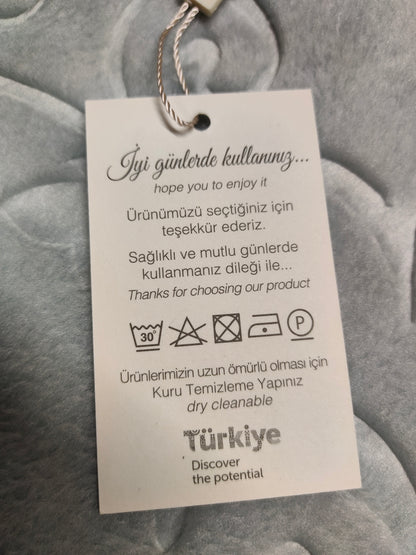 İyi günlerde kullanınız...
hope you to enjoy it
Ürünümüzü seçtiğiniz için
teşekkür ederiz.
Sağlıklı ve mutlu günlerde
kullanmanız dileği ile...
Thanks for choosing our product
30°
P
Ürünlerimizin uzun ömürlü olması için
Kuru Temizleme Yapınız
dry cleanable
Türkiye
Discover
the potential